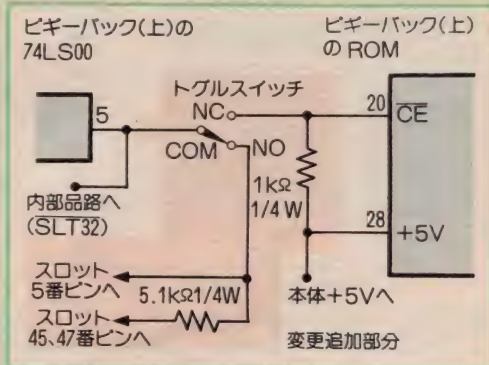 ピギーバック(上)の
74LS00
ピギーバック(上)
のROM
トグルスイッチ
5
NC
COM
NO
20
CE
1kΩ
1/4W
28
+5V
内部品路へ
(SLT32)
スロット
5番ピンへ
5.1kΩ1/4W
スロット
45、47番ピンへ
本体+5Vへ
変更追加部分